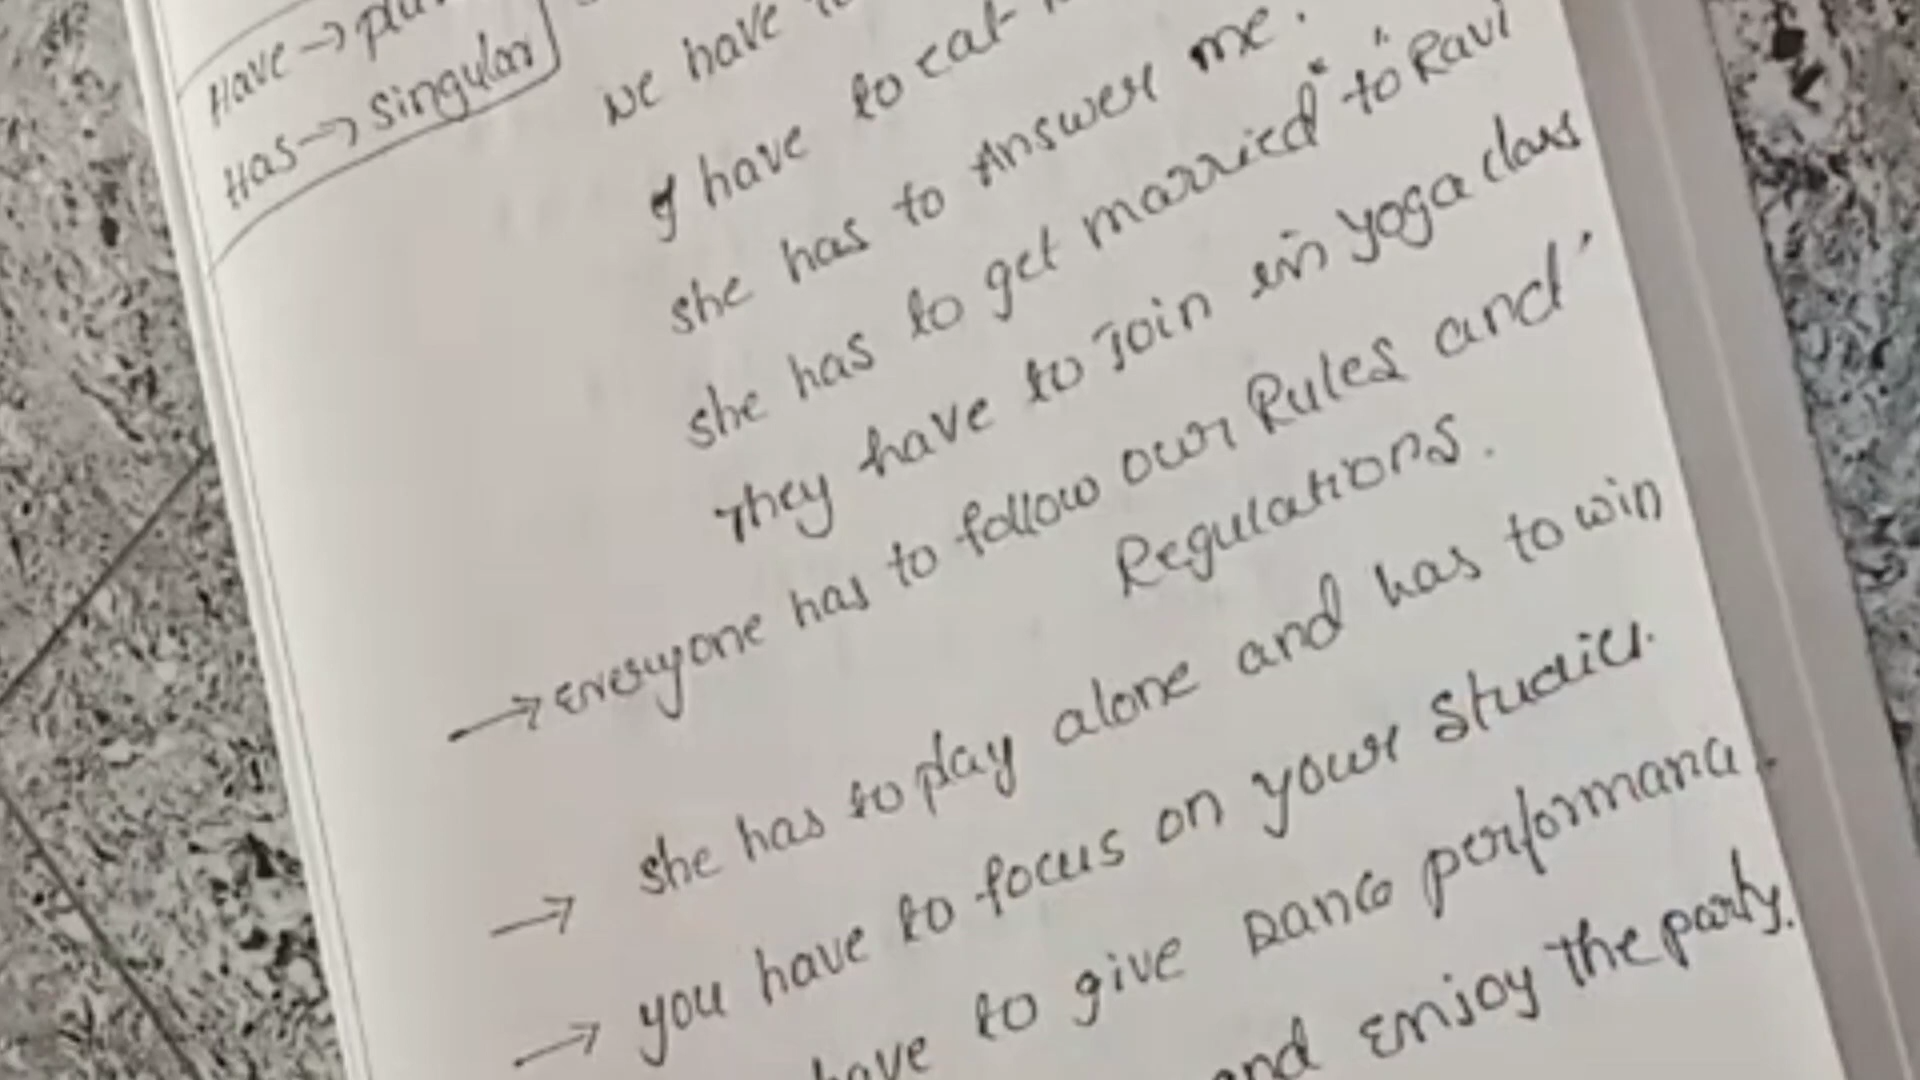 Have →
Has → Singular
We have
I have to eat
she has to Answer me.
she has to get married" "to Ravi
They have to Join in yoga class
→ everyone has to follow our Rules and
Regulations.
→ she has to play alone and has to win
→ you have to focus on your studies.
have to give Dance performance.
and Enjoy the party.